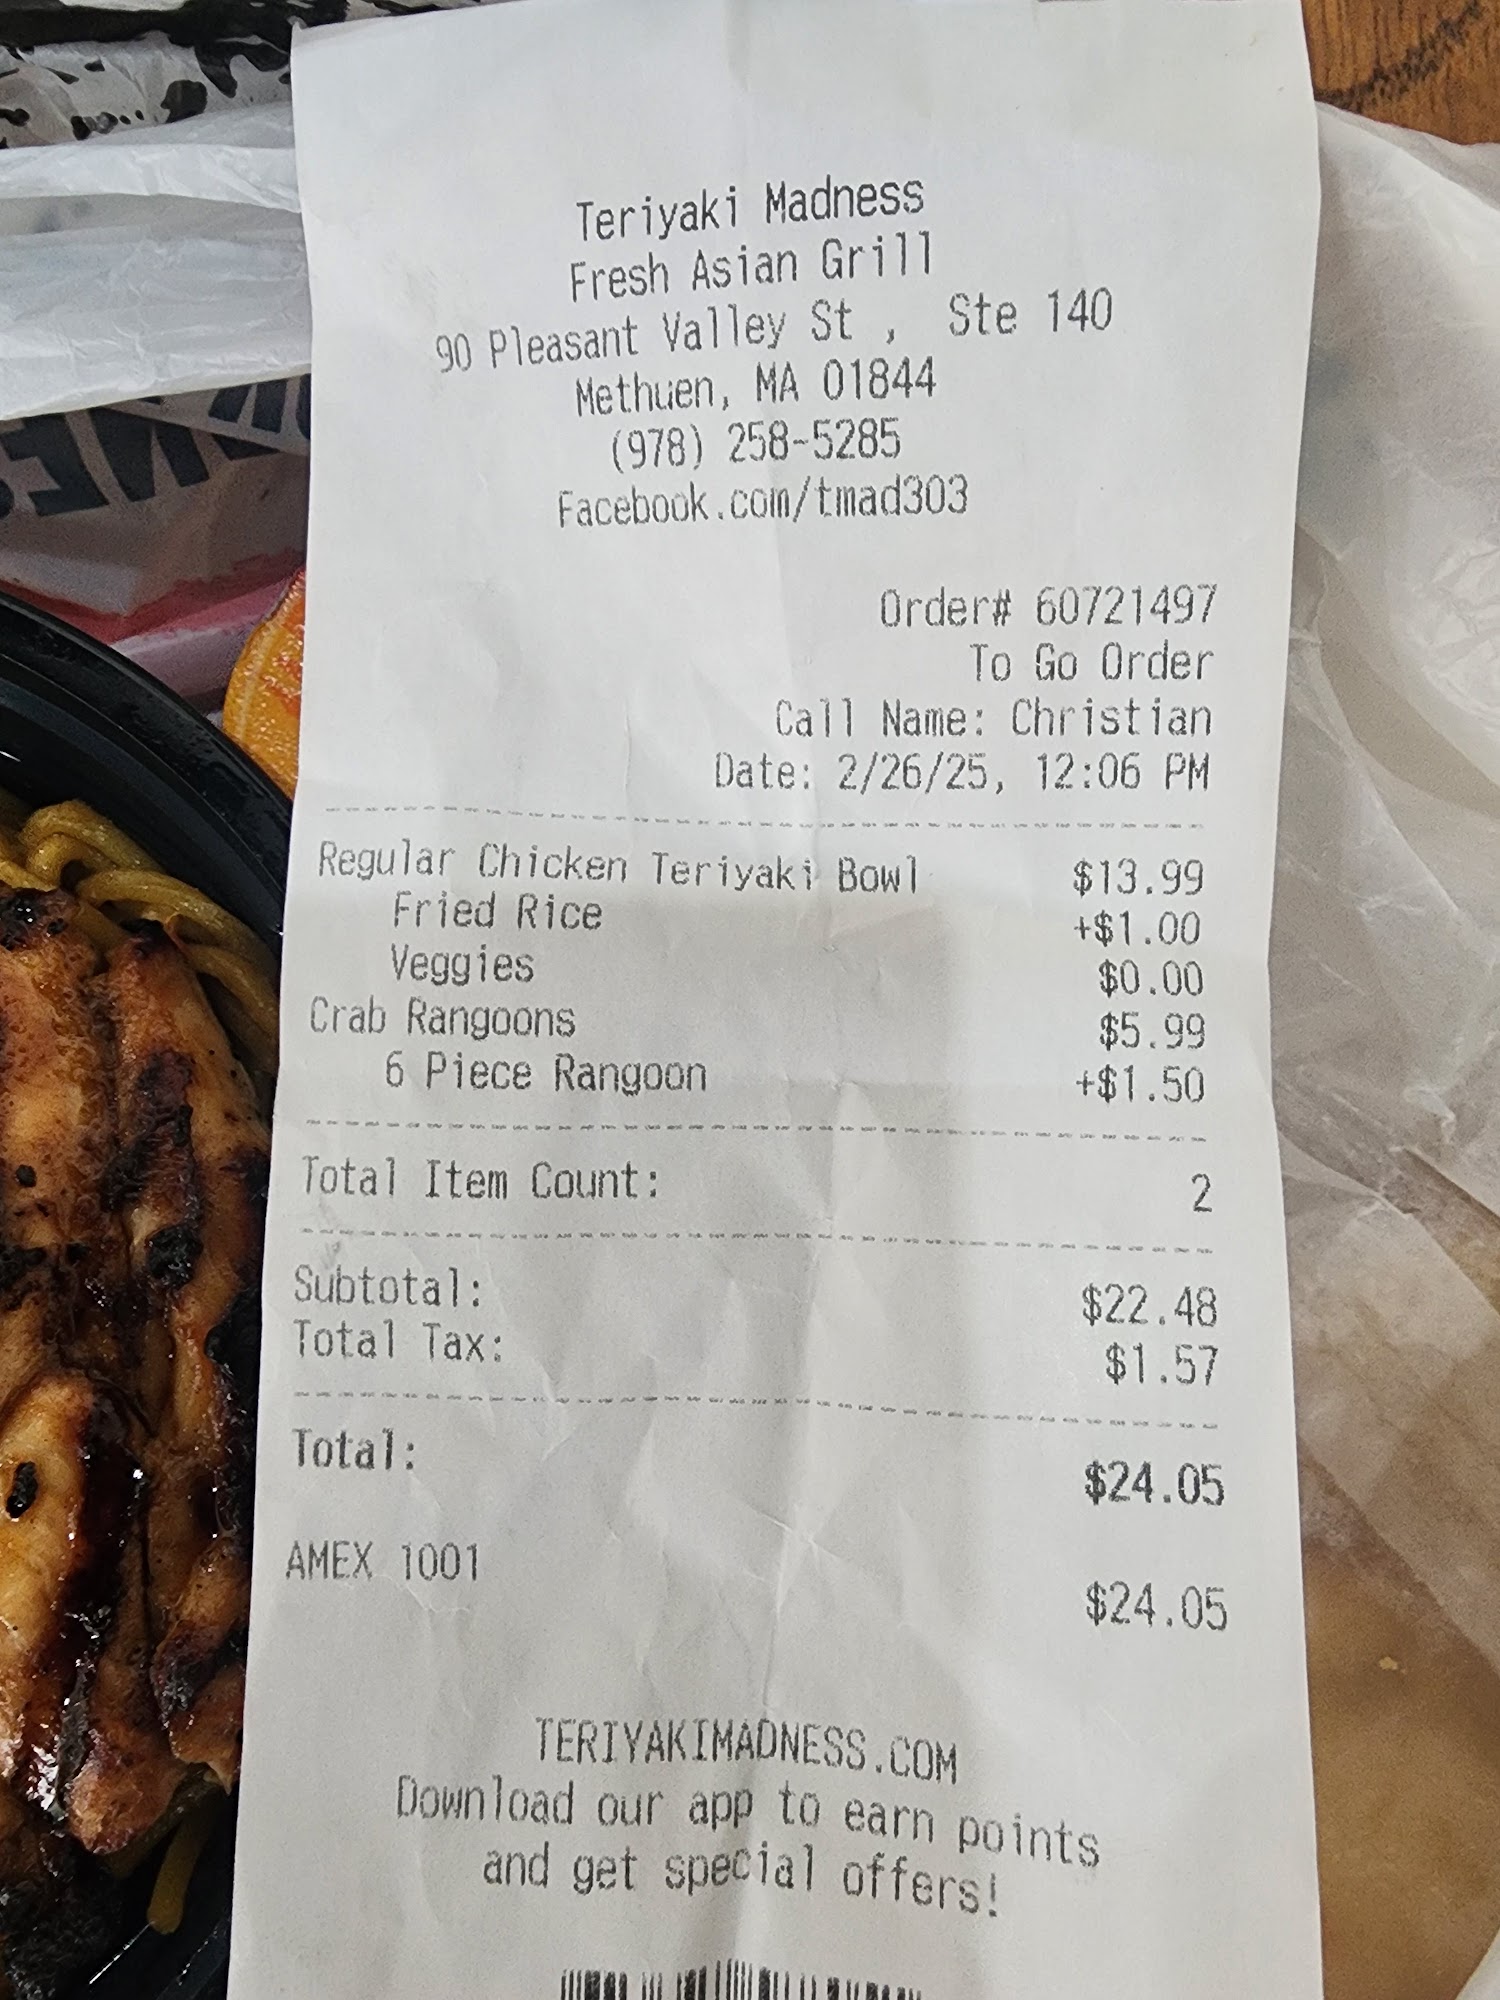 Teriyaki Madness
Fresh Asian Grill
90 Pleasant Valley St , Ste 140
Methuen, MA 01844
(978) 258-5285
Facebook.com/tmad303
Order# 60721497
To Go Order
Call Name: Christian
Date: 2/26/25, 12:06 PM
Regular Chicken Teriyaki Bowl $13.99
Fried Rice +$1.00
Veggies $0.00
Crab Rangoons $5.99
6 Piece Rangoon +$1.50
Total Item Count: 2
Subtotal: $22.48
Total Tax: $1.57
Total: $24.05
AMEX 1001 $24.05
TERIYAKIMADNESS.COM
Download our app to earn points
and get special offers!